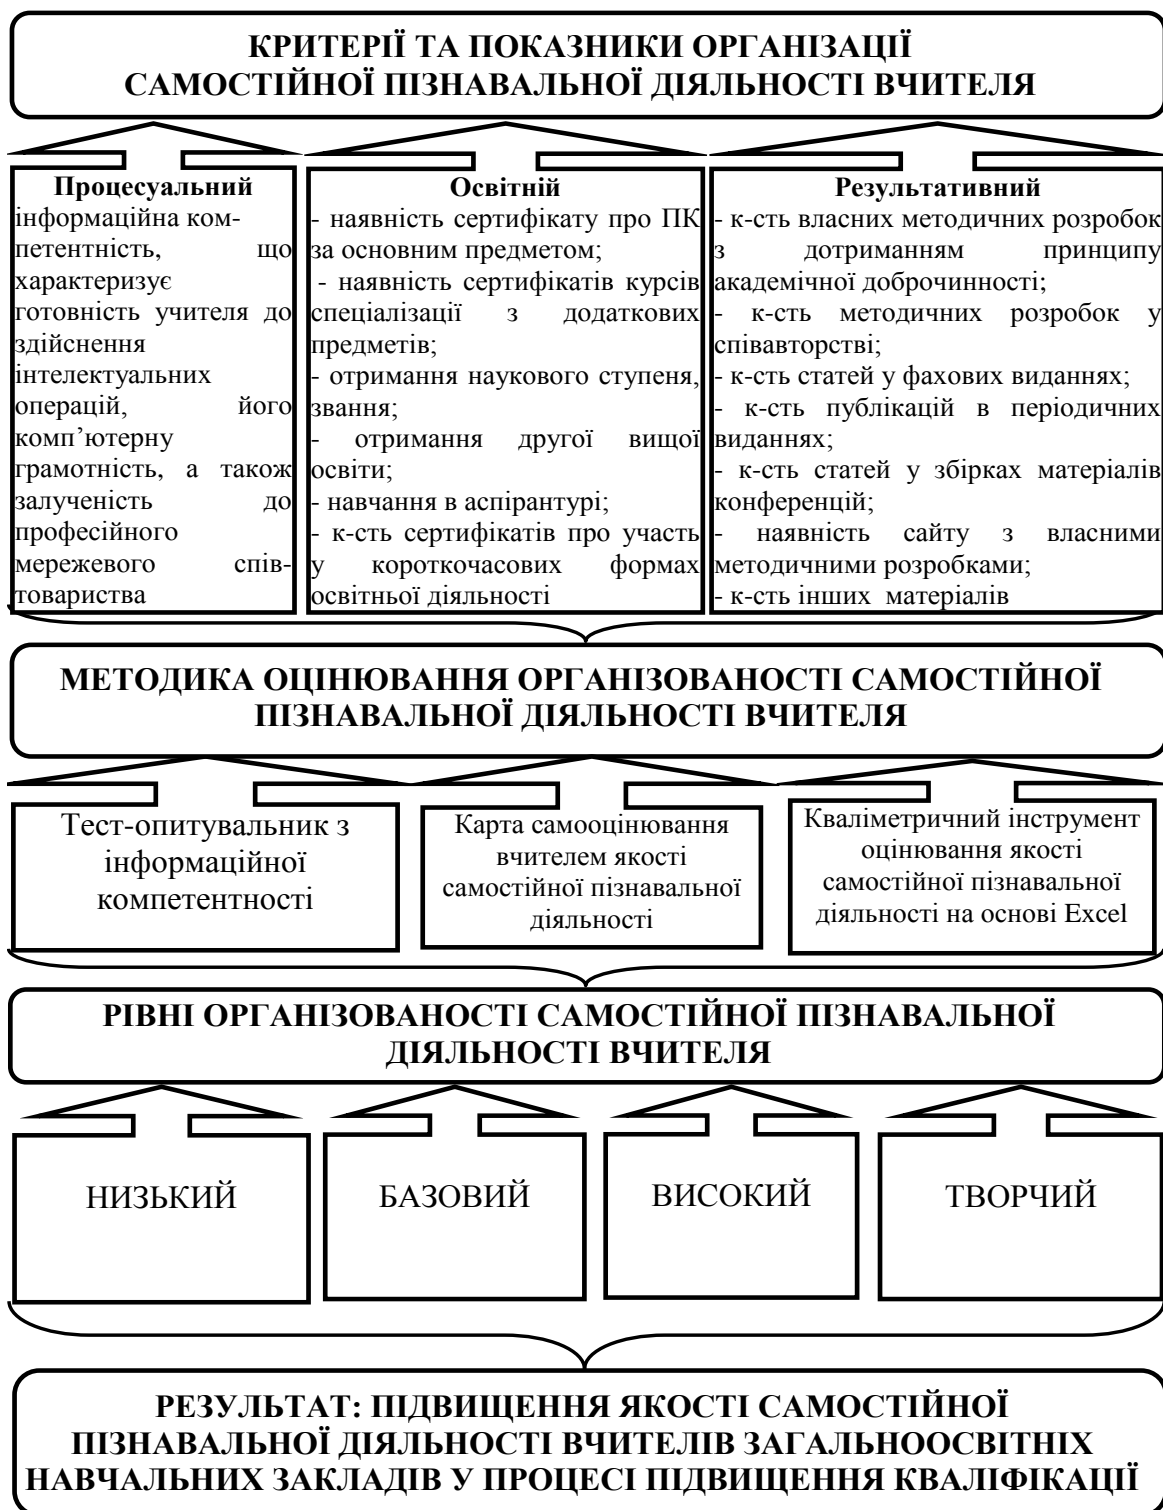 КРИТЕРІЇ ТА ПОКАЗНИКИ ОРГАНІЗАЦІЇ
САМОСТІЙНОЇ ПІЗНАВАЛЬНОЇ ДІЯЛЬНОСТІ ВЧИТЕЛЯ
Процесуальний
інформаційна ком-
петентність, що
характеризує
готовність учителя до
здійснення
інтелектуальних
операцій, його
комп’ютерну
грамотність, а також
залученість до
професійного
мережевого спів-
товариства
Освітній
- наявність сертифікату про ПК
за основним предметом;
- наявність сертифікатів курсів
спеціалізації з додаткових
предметів;
- отримання наукового ступеня,
звання;
- отримання другої вищої
освіти;
- навчання в аспірантурі;
- к-сть сертифікатів про участь
у короткочасових формах
освітньої діяльності
Результативний
- к-сть власних методичних розробок
з дотриманням принципу
академічної доброчинності;
- к-сть методичних розробок у
співавторстві;
- к-сть статей у фахових виданнях;
- к-сть публікацій в періодичних
виданнях;
- к-сть статей у збірках матеріалів
конференцій;
- наявність сайту з власними
методичними розробками;
- к-сть інших матеріалів
МЕТОДИКА ОЦІНЮВАННЯ ОРГАНІЗОВАНОСТІ САМОСТІЙНОЇ
ПІЗНАВАЛЬНОЇ ДІЯЛЬНОСТІ ВЧИТЕЛЯ
Тест-опитувальник з
інформаційної
компетентності
Карта самооцінювання
вчителем якості
самостійної пізнавальної
діяльності
Кваліметричний інструмент
оцінювання якості
самостійної пізнавальної
діяльності на основі Excel
РІВНІ ОРГАНІЗОВАНОСТІ САМОСТІЙНОЇ ПІЗНАВАЛЬНОЇ
ДІЯЛЬНОСТІ ВЧИТЕЛЯ
НИЗЬКИЙ
БАЗОВИЙ
ВИСОКИЙ
ТВОРЧИЙ
РЕЗУЛЬТАТ: ПІДВИЩЕННЯ ЯКОСТІ САМОСТІЙНОЇ
ПІЗНАВАЛЬНОЇ ДІЯЛЬНОСТІ ВЧИТЕЛІВ ЗАГАЛЬНООСВІТНІХ
НАВЧАЛЬНИХ ЗАКЛАДІВ У ПРОЦЕСІ ПІДВИЩЕННЯ КВАЛІФІКАЦІЇ